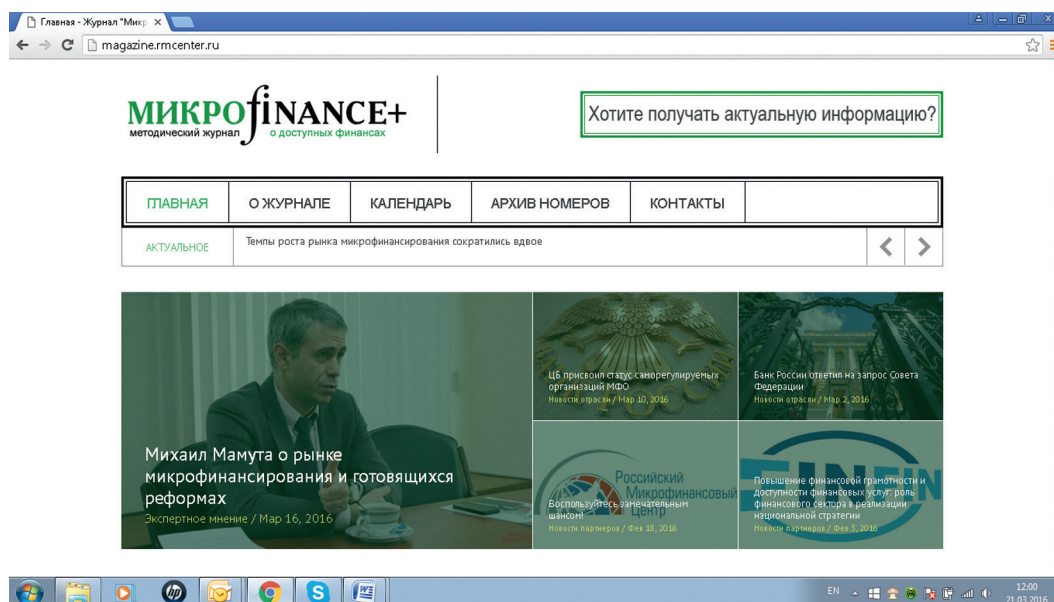 Главная - Журнал "Микр
magazine.rmcenter.ru
МИКРОfiNANCE+
методический журнал о доступных финансах
Хотите получать актуальную информацию?
ГЛАВНАЯ О ЖУРНАЛЕ КАЛЕНДАРЬ АРХИВ НОМЕРОВ КОНТАКТЫ
АКТУАЛЬНОЕ Темпы роста рынка микрофинансирования сократились вдвое
Михаил Мамута о рынке
микрофинансирования и готовящихся
реформах
Экспертное мнение / Мар 16, 2016
ЦБ присвоил статус саморегулируемых
организаций МФО
Новости отрасли / Мар 10, 2016
Банк России ответил на запрос Совета
Федерации
Новости отрасли / Мар 2, 2016
Российский
Микрофинансовый
Центр
Воспользуйтесь замечательным
шансом!
Новости партнеров / Фев 18, 2016
FINFIN
Повышение финансовой грамотности и
доступности финансовых услуг: роль
финансового сектора в реализации
национальной стратегии
Новости партнеров / Фев 3, 2016
hp
S
W
EN
12:00
21.03.2016